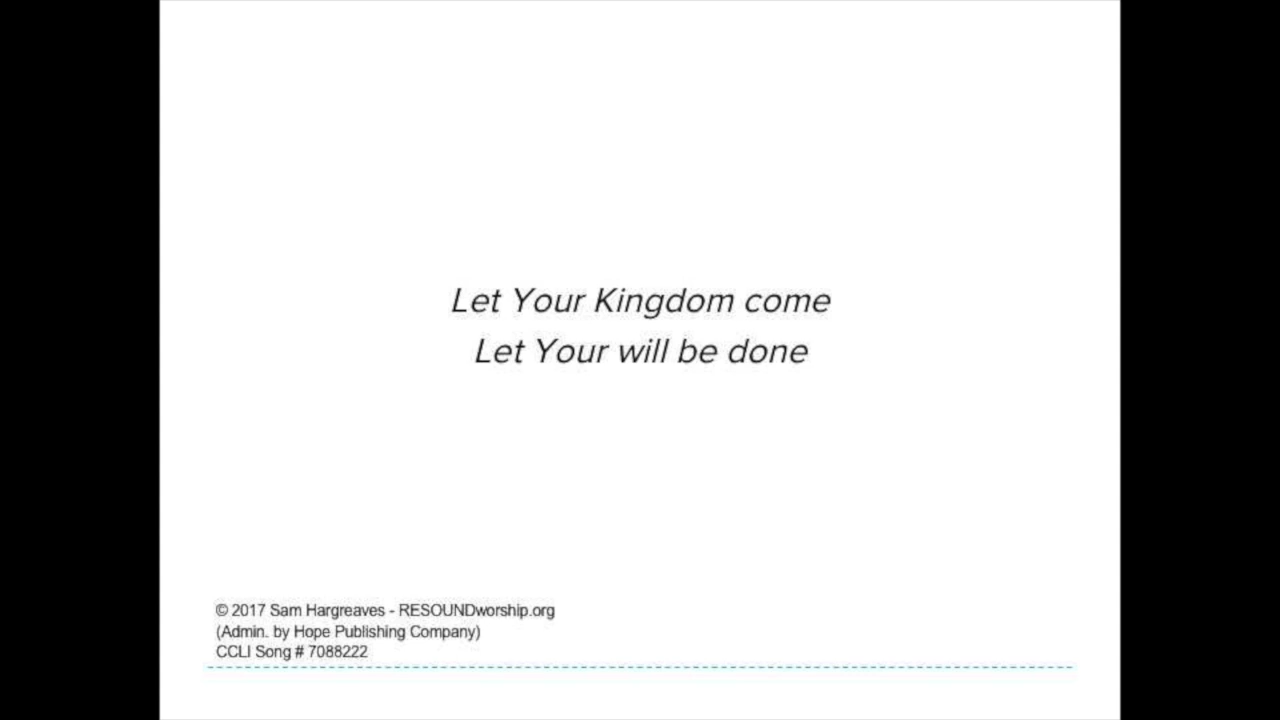 Let Your Kingdom come
Let Your will be done
© 2017 Sam Hargreaves - RESOUNDworship.org
(Admin. by Hope Publishing Company)
CCLI Song # 7088222